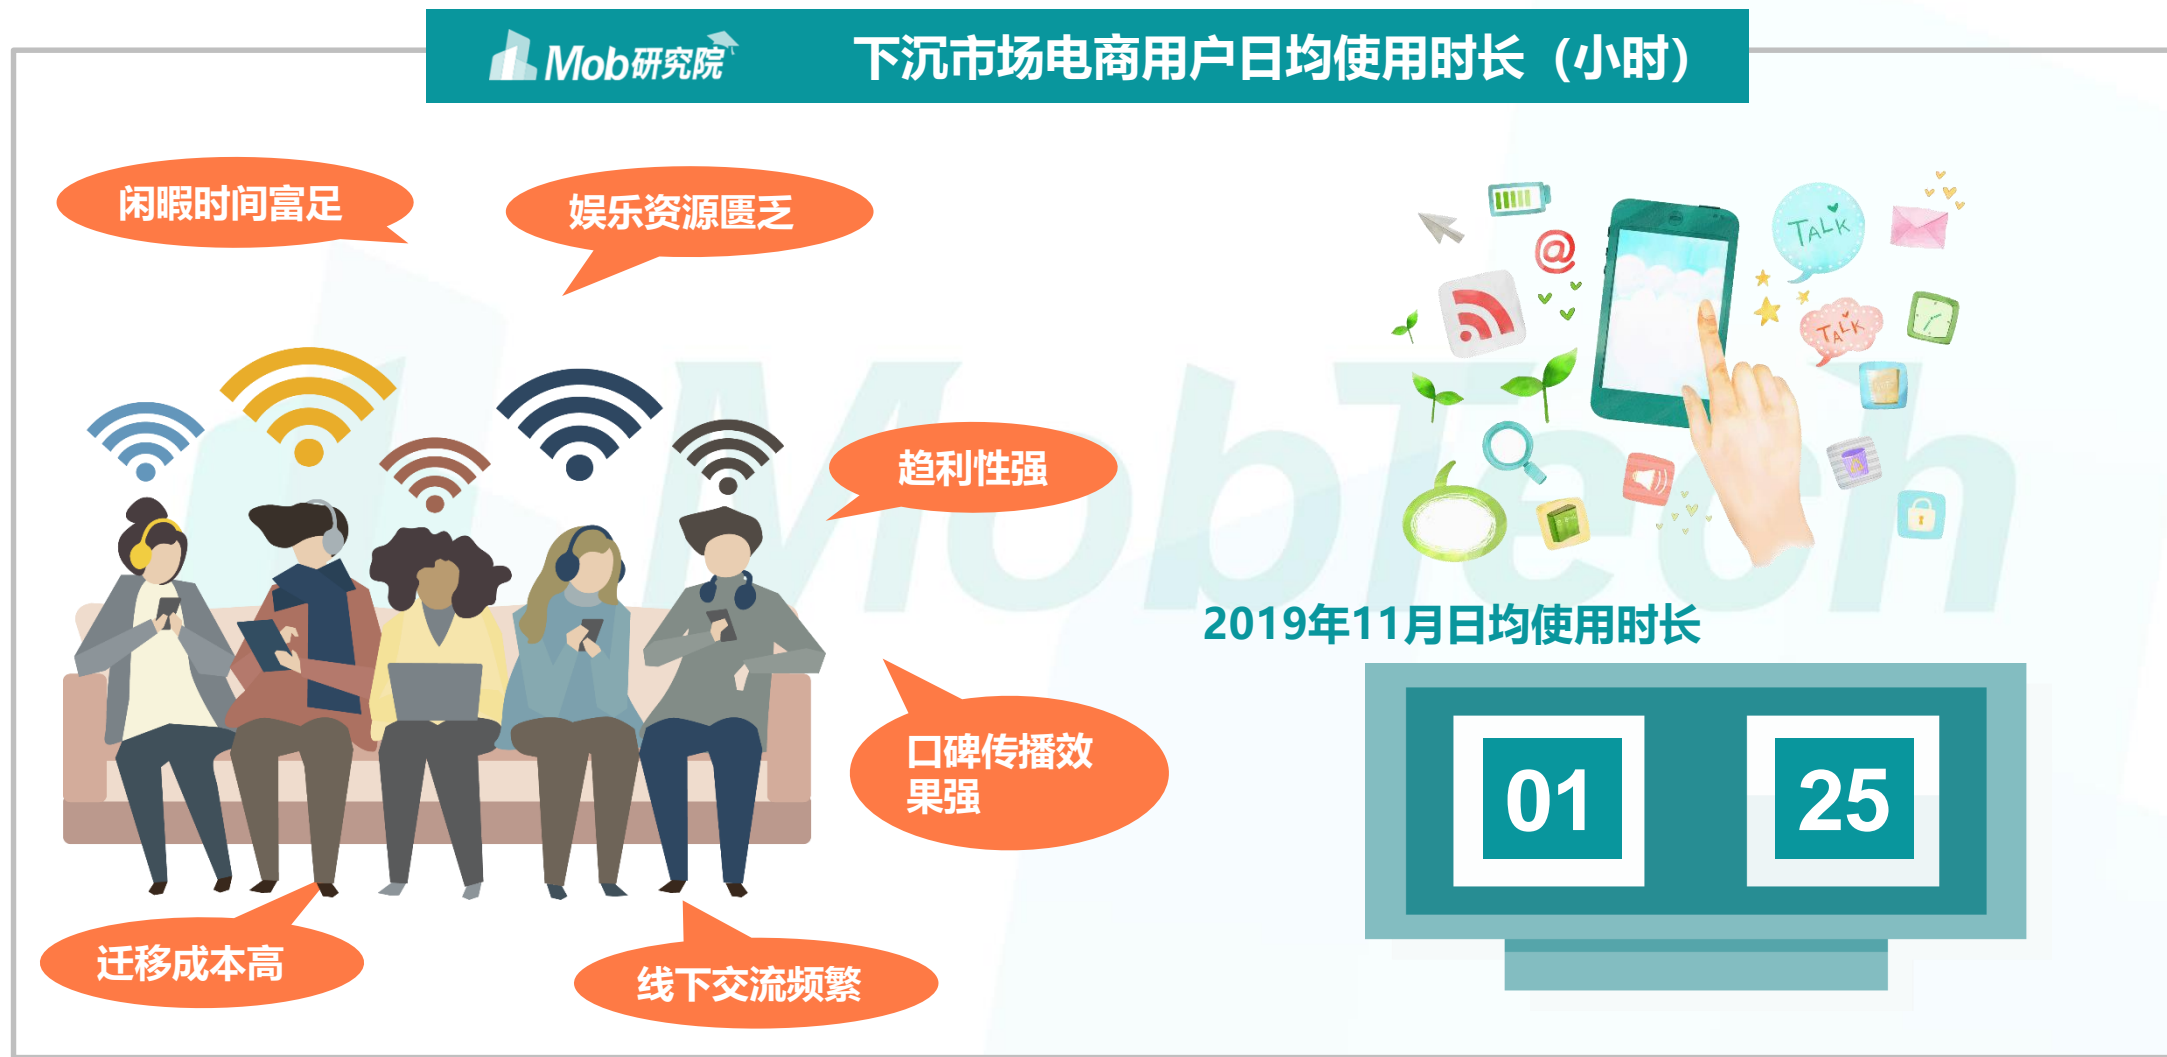 Mob研究院
下沉市场电商用户日均使用时长（小时）
闲暇时间富足
娱乐资源匮乏
TALK
TALK
趋利性强
MobTech
2019年11月日均使用时长
口碑传播效
果强
01
25
迁移成本高
线下交流频繁